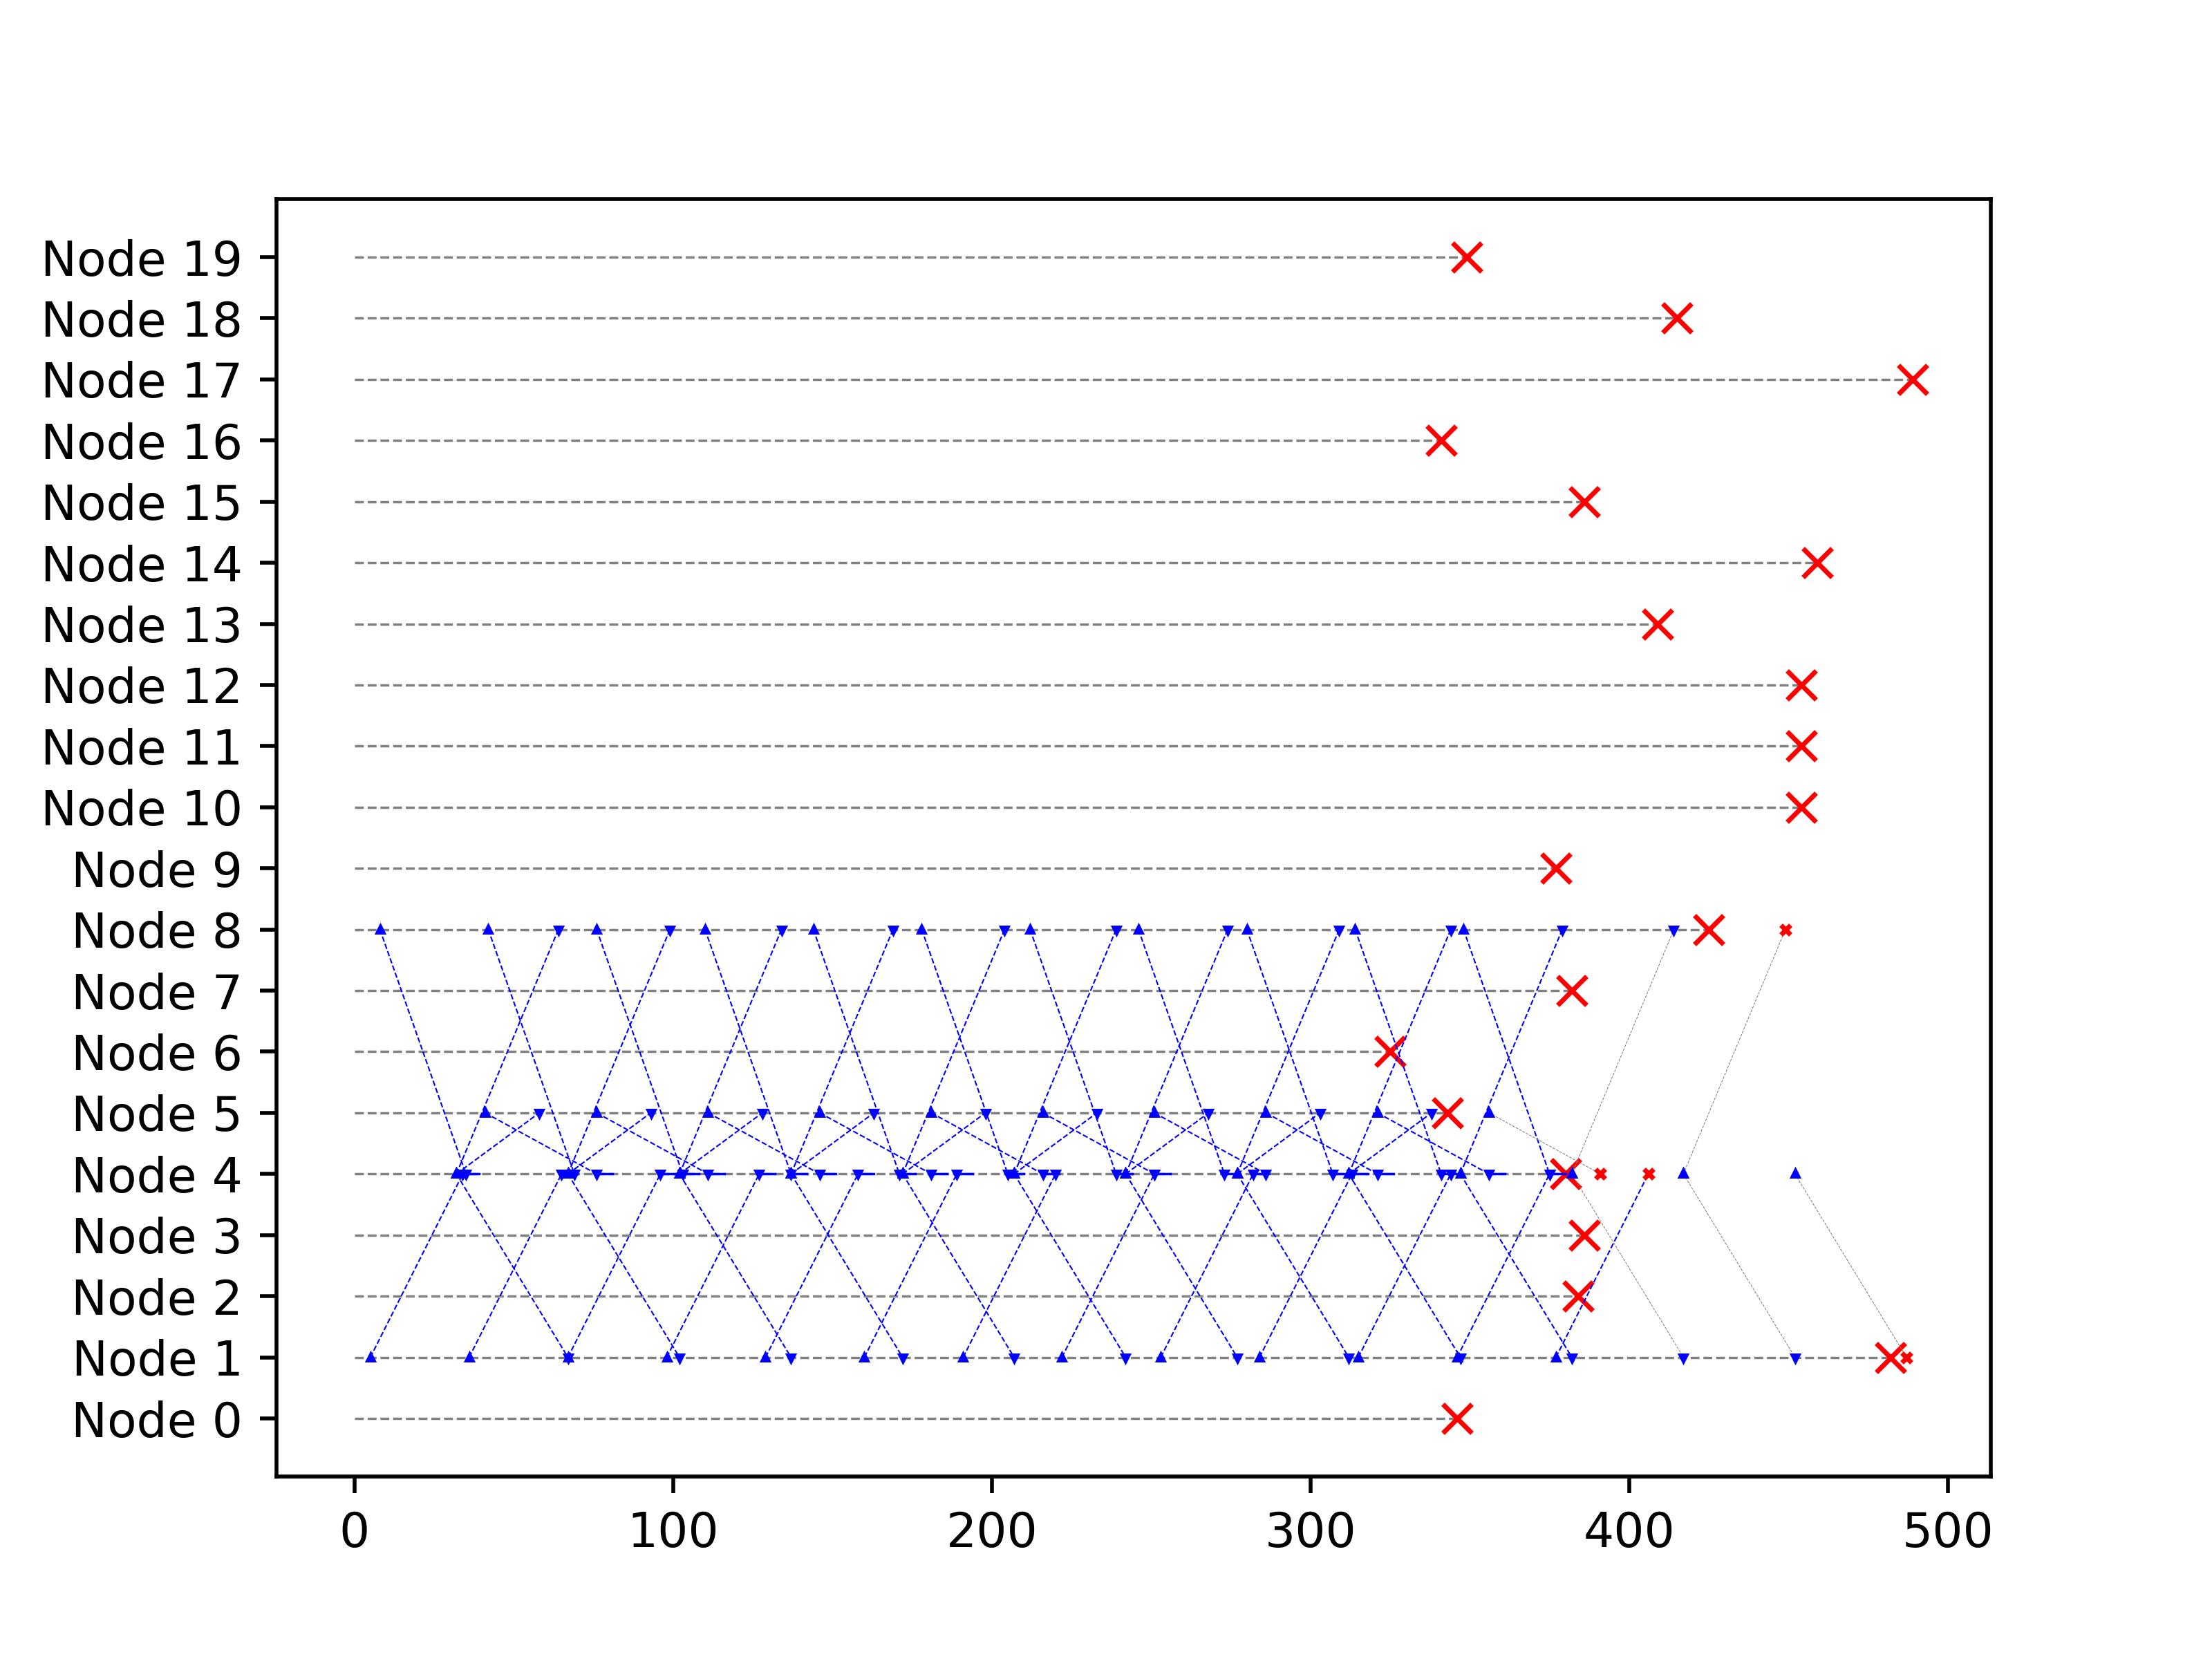 Node 19
Node 18
Node 17
Node 16
Node 15
Node 14
Node 13
Node 12
Node 11
Node 10
Node 9
Node 8
Node 7
Node 6
Node 5
Node 4
Node 3
Node 2
Node 1
Node 0
0 100 200 300 400 500